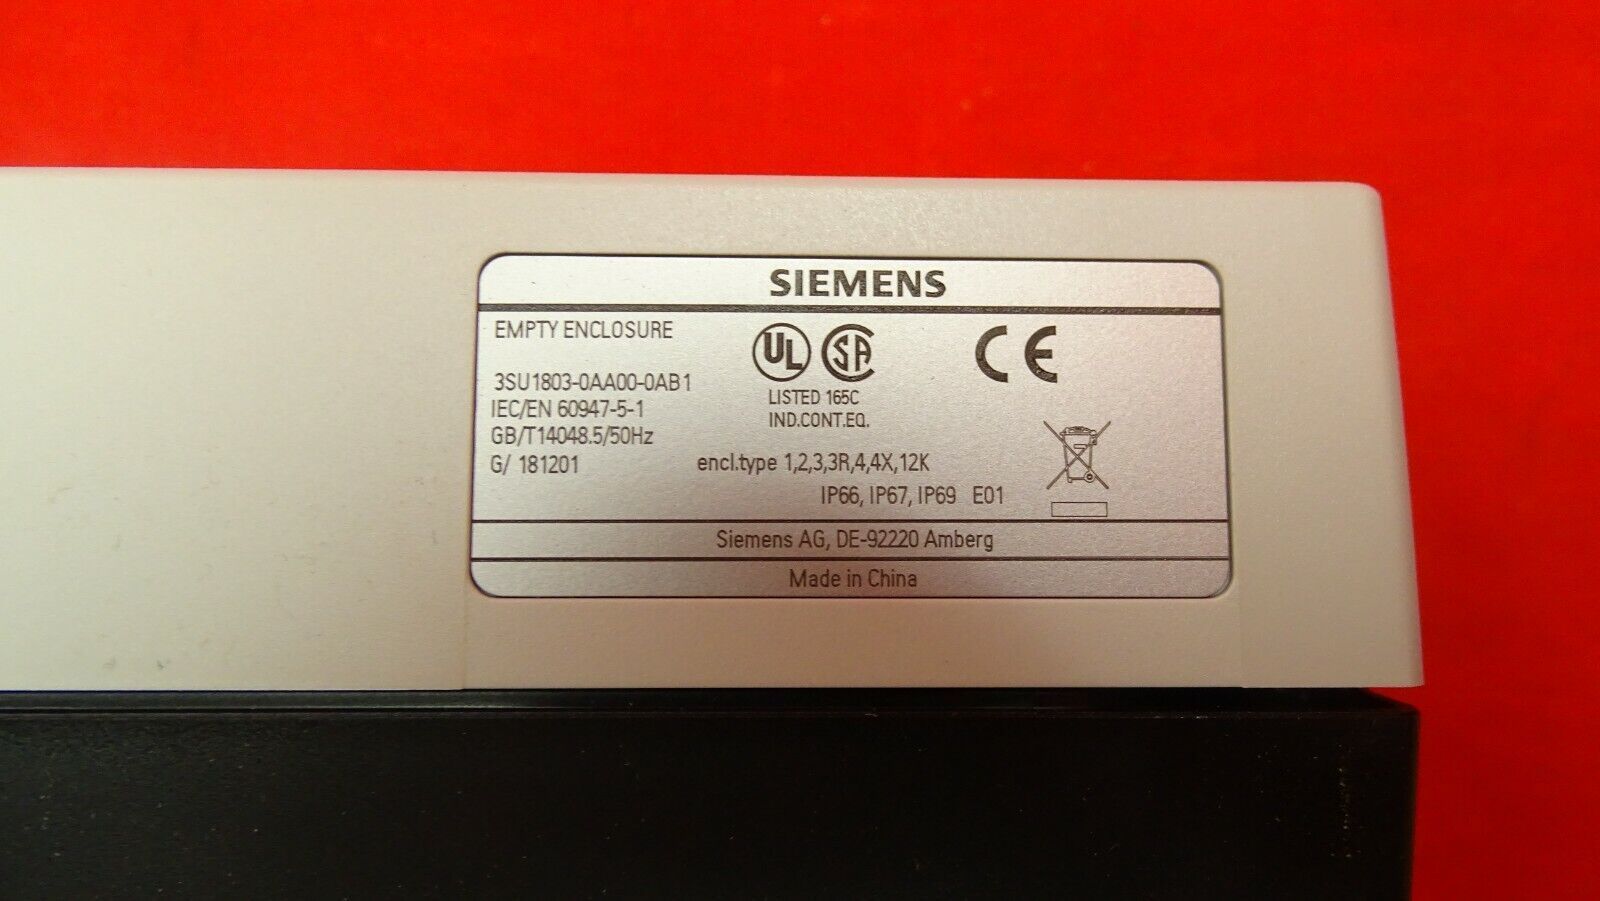 SIEMENS
EMPTY ENCLOSURE
3SU1803-0AA00-0AB1
IEC/EN 60947-5-1
GB/T14048.5/50Hz
G/ 181201
UL SA CE
LISTED 165C
IND.CONT.EQ.
encl.type 1,2,3,3R,4,4X,12K
IP66, IP67, IP69 E01
Siemens AG, DE-92220 Amberg
Made in China